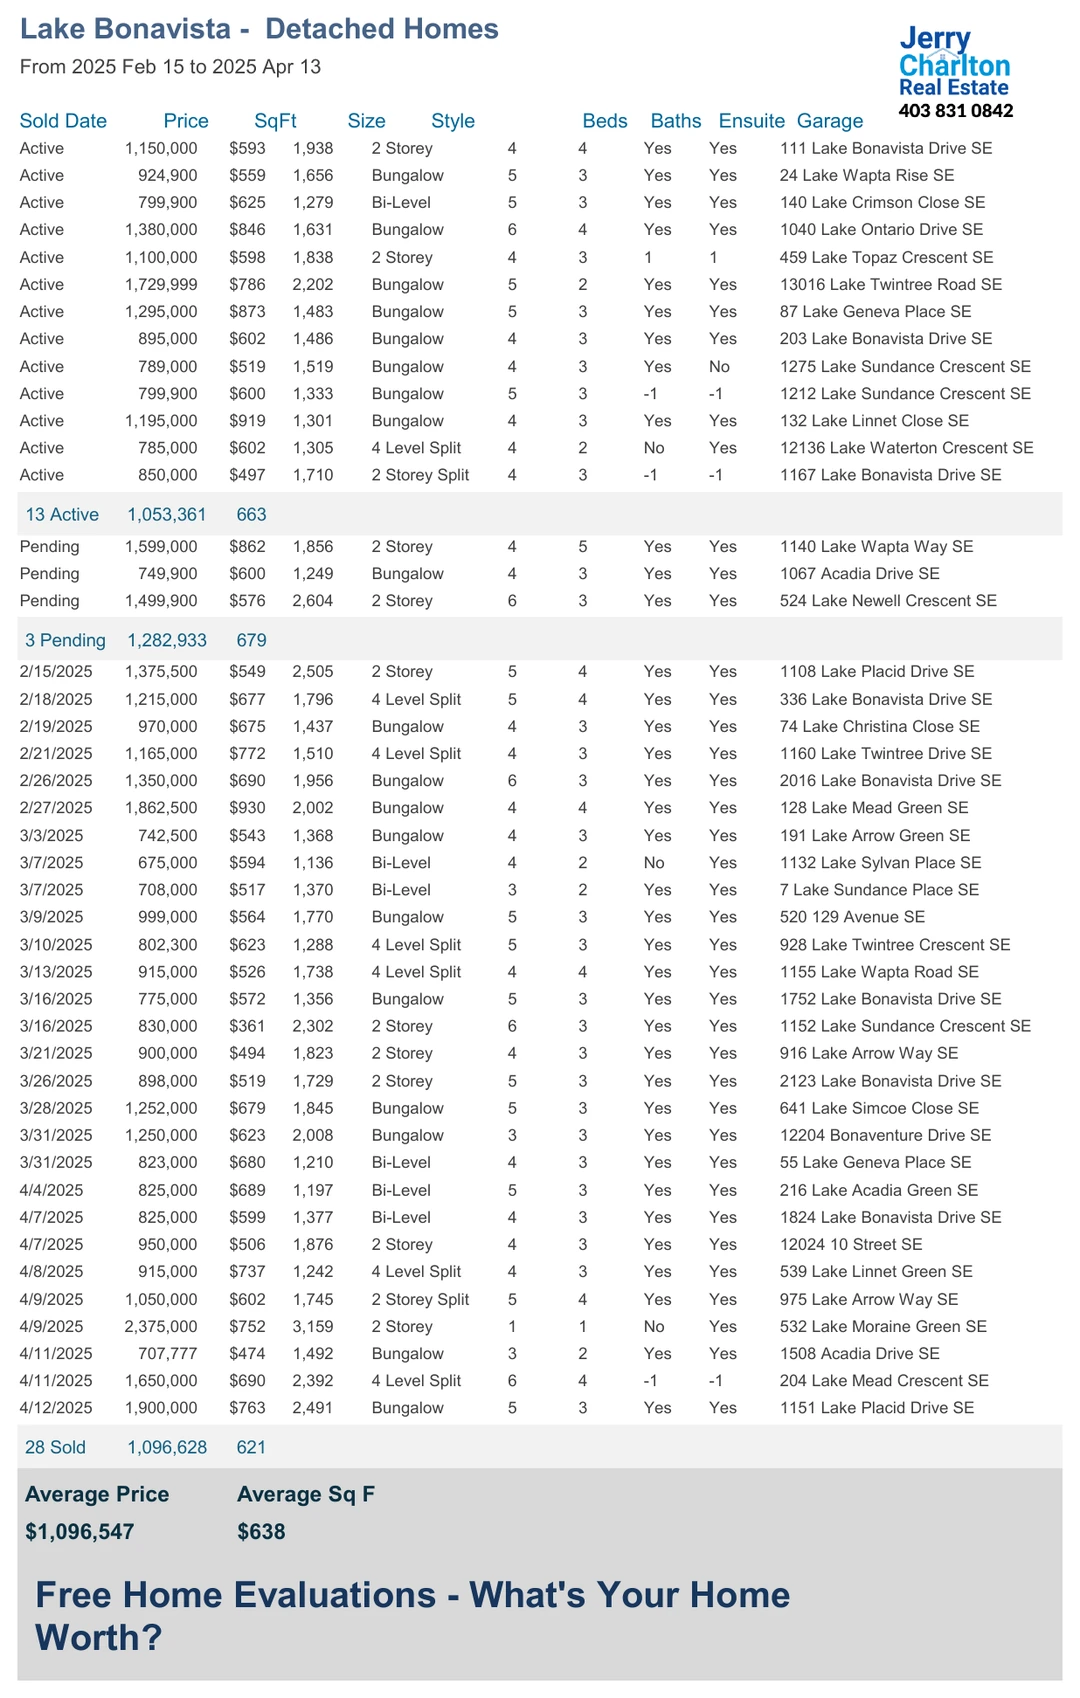 Lake Bonavista -  Detached Homes
From 2025 Feb 15 to 2025 Apr 13
Jerry
Charlton
Real Estate
403 831 0842
Sold Date Price SqFt Size Style Beds Baths Ensuite Garage
Active 1,150,000 $593 1,938 2 Storey 4 4 Yes Yes 111 Lake Bonavista Drive SE
Active 924,900 $559 1,656 Bungalow 5 3 Yes Yes 24 Lake Wapta Rise SE
Active 799,900 $625 1,279 Bi-Level 5 3 Yes Yes 140 Lake Crimson Close SE
Active 1,380,000 $846 1,631 Bungalow 6 4 Yes Yes 1040 Lake Ontario Drive SE
Active 1,100,000 $598 1,838 2 Storey 4 3 1 1 459 Lake Topaz Crescent SE
Active 1,729,999 $786 2,202 Bungalow 5 2 Yes Yes 13016 Lake Twintree Road SE
Active 1,295,000 $873 1,483 Bungalow 5 3 Yes Yes 87 Lake Geneva Place SE
Active 895,000 $602 1,486 Bungalow 4 3 Yes Yes 203 Lake Bonavista Drive SE
Active 789,000 $519 1,519 Bungalow 4 3 Yes No 1275 Lake Sundance Crescent SE
Active 799,900 $600 1,333 Bungalow 5 3 -1 -1 1212 Lake Sundance Crescent SE
Active 1,195,000 $919 1,301 Bungalow 4 3 Yes Yes 132 Lake Linnet Close SE
Active 785,000 $602 1,305 4 Level Split 4 2 No Yes 12136 Lake Waterton Crescent SE
Active 850,000 $497 1,710 2 Storey Split 4 3 -1 -1 1167 Lake Bonavista Drive SE
13 Active 1,053,361 663
Pending 1,599,000 $862 1,856 2 Storey 4 5 Yes Yes 1140 Lake Wapta Way SE
Pending 749,900 $600 1,249 Bungalow 4 3 Yes Yes 1067 Acadia Drive SE
Pending 1,499,900 $576 2,604 2 Storey 6 3 Yes Yes 524 Lake Newell Crescent SE
3 Pending 1,282,933 679
2/15/2025 1,375,500 $549 2,505 2 Storey 5 4 Yes Yes 1108 Lake Placid Drive SE
2/18/2025 1,215,000 $677 1,796 4 Level Split 5 4 Yes Yes 336 Lake Bonavista Drive SE
2/19/2025 970,000 $675 1,437 Bungalow 4 3 Yes Yes 74 Lake Christina Close SE
2/21/2025 1,165,000 $772 1,510 4 Level Split 4 3 Yes Yes 1160 Lake Twintree Drive SE
2/26/2025 1,350,000 $690 1,956 Bungalow 6 3 Yes Yes 2016 Lake Bonavista Drive SE
2/27/2025 1,862,500 $930 2,002 Bungalow 4 4 Yes Yes 128 Lake Mead Green SE
3/3/2025 742,500 $543 1,368 Bungalow 4 3 Yes Yes 191 Lake Arrow Green SE
3/7/2025 675,000 $594 1,136 Bi-Level 4 2 No Yes 1132 Lake Sylvan Place SE
3/7/2025 708,000 $517 1,370 Bi-Level 3 2 Yes Yes 7 Lake Sundance Place SE
3/9/2025 999,000 $564 1,770 Bungalow 5 3 Yes Yes 520 129 Avenue SE
3/10/2025 802,300 $623 1,288 4 Level Split 5 3 Yes Yes 928 Lake Twintree Crescent SE
3/13/2025 915,000 $526 1,738 4 Level Split 4 4 Yes Yes 1155 Lake Wapta Road SE
3/16/2025 775,000 $572 1,356 Bungalow 5 3 Yes Yes 1752 Lake Bonavista Drive SE
3/16/2025 830,000 $361 2,302 2 Storey 6 3 Yes Yes 1152 Lake Sundance Crescent SE
3/21/2025 900,000 $494 1,823 2 Storey 4 3 Yes Yes 916 Lake Arrow Way SE
3/26/2025 898,000 $519 1,729 2 Storey 5 3 Yes Yes 2123 Lake Bonavista Drive SE
3/28/2025 1,252,000 $679 1,845 Bungalow 5 3 Yes Yes 641 Lake Simcoe Close SE
3/31/2025 1,250,000 $623 2,008 Bungalow 3 3 Yes Yes 12204 Bonaventure Drive SE
3/31/2025 823,000 $680 1,210 Bi-Level 4 3 Yes Yes 55 Lake Geneva Place SE
4/4/2025 825,000 $689 1,197 Bi-Level 5 3 Yes Yes 216 Lake Acadia Green SE
4/7/2025 825,000 $599 1,377 Bi-Level 4 3 Yes Yes 1824 Lake Bonavista Drive SE
4/7/2025 950,000 $506 1,876 2 Storey 4 3 Yes Yes 12024 10 Street SE
4/8/2025 915,000 $737 1,242 4 Level Split 4 3 Yes Yes 539 Lake Linnet Green SE
4/9/2025 1,050,000 $602 1,745 2 Storey Split 5 4 Yes Yes 975 Lake Arrow Way SE
4/9/2025 2,375,000 $752 3,159 2 Storey 1 1 No Yes 532 Lake Moraine Green SE
4/11/2025 707,777 $474 1,492 Bungalow 3 2 Yes Yes 1508 Acadia Drive SE
4/11/2025 1,650,000 $690 2,392 4 Level Split 6 4 -1 -1 204 Lake Mead Crescent SE
4/12/2025 1,900,000 $763 2,491 Bungalow 5 3 Yes Yes 1151 Lake Placid Drive SE
28 Sold 1,096,628 621
Average Price Average Sq F
$1,096,547 $638
Free Home Evaluations - What's Your Home
Worth?